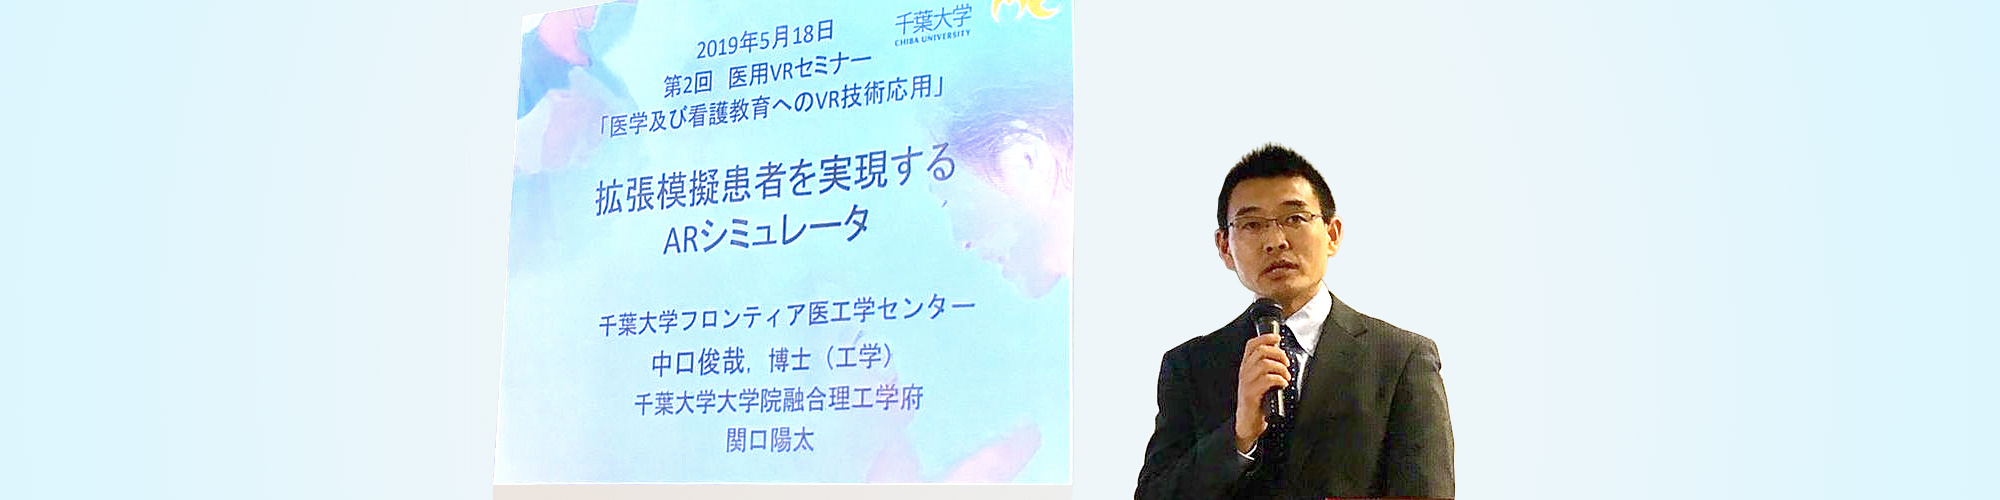 千葉大学
CHIBA UNIVERSITY
2019年5月18日
第2回 医用VRセミナー
「医学及び看護教育へのVR技術応用」
拡張模擬患者を実現する
ARシミュレータ
千葉大学フロンティア医工学センター
中口俊哉，博士（工学）
千葉大学大学院融合理工学府
関口陽太